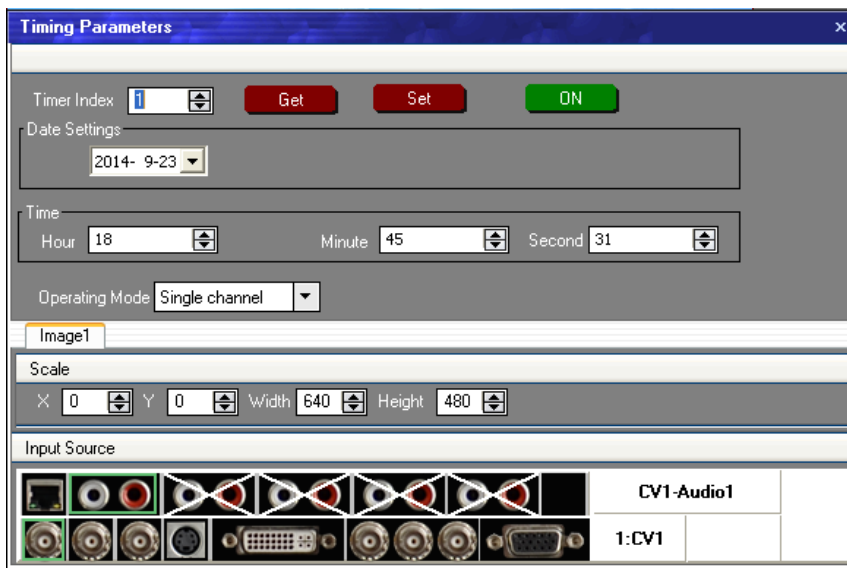 Timing Parameters
Timer Index 1 Get Set ON
Date Settings
2014- 9-23
Time
Hour 18 Minute 45 Second 31
Operating Mode Single channel
Image1
Scale
X 0 Y 0 Width 640 Height 480
Input Source
CV1-Audio1
1:CV1